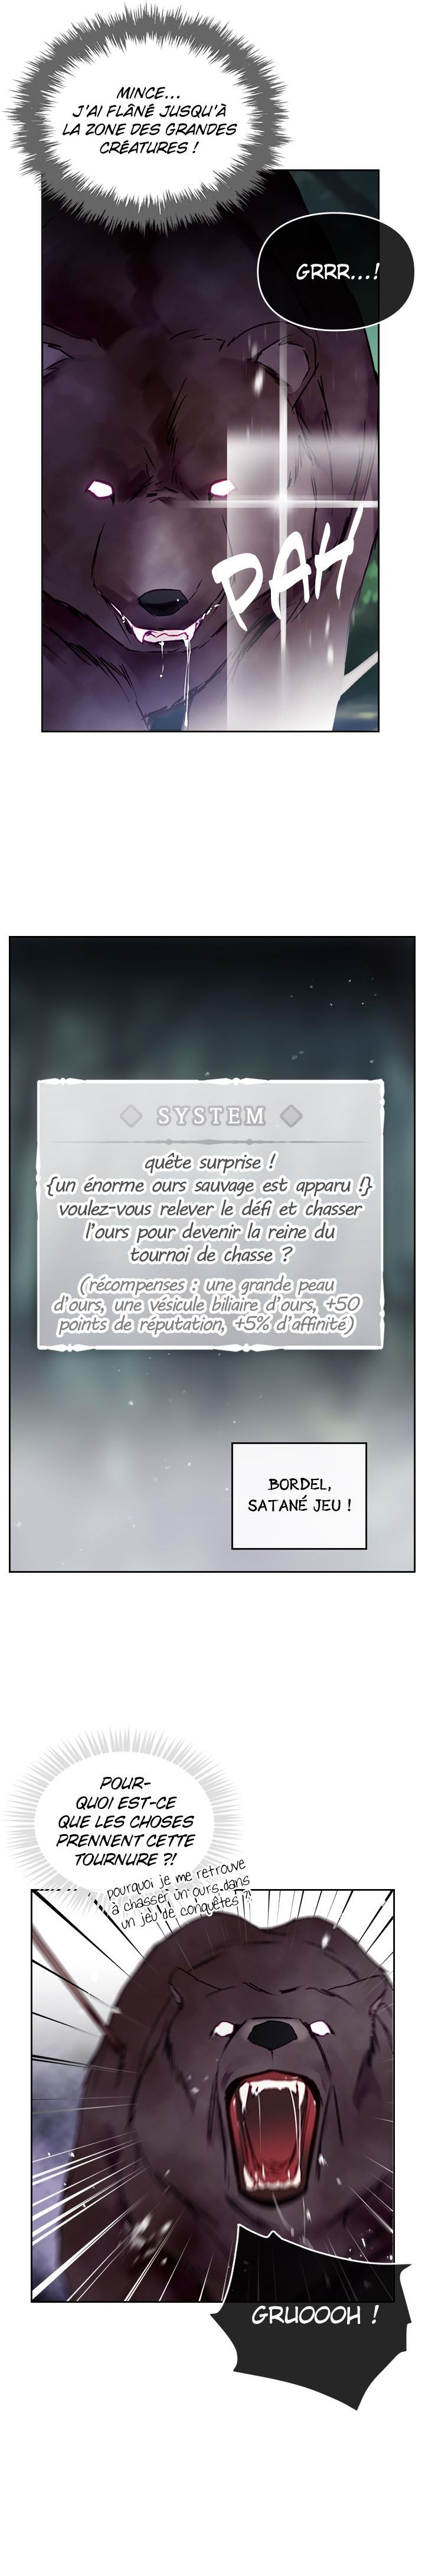 MINCE...
J'AI FLÂNÉ JUSQU'À
LA ZONE DES GRANDES
CRÉATURES !
GRRR...!
PAH
SYSTEM
quête surprise !
{un énorme ours sauvage est apparu !}
voulez-vous relever le défi et chasser
l'ours pour devenir la reine du
tournoi de chasse ?
(récompenses : une grande peau
d'ours, une vésicule biliaire d'ours, +50
points de réputation, +5% d'affinité)
BORDEL,
SATANÉ JEU !
POUR-
QUOI EST-CE
QUE LES CHOSES
PRENNENT CETTE
TOURNURE ?!
pourquoi je me retrouve
à chasser un ours dans
un jeu de conquêtes ?!
GRUOOOH !